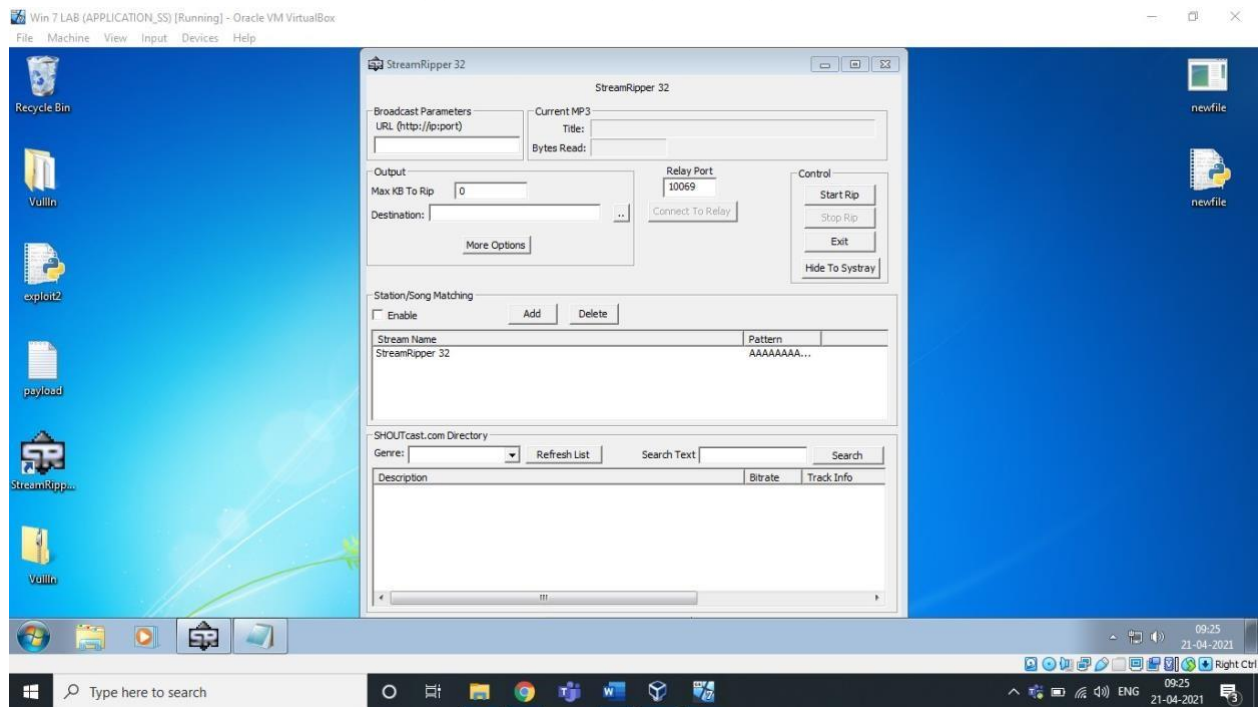 Win 7 LAB (APPLICATION_SS) [Running] - Oracle VM VirtualBox
File Machine View Input Devices Help
Recycle Bin
Vullln
exploit2
payload
StreamRipp...
Vullln
newfile
newfile
StreamRipper 32
StreamRipper 32
Broadcast Parameters
URL (http://ip:port)
Current MP3
Title:
Bytes Read:
Output
Max KB To Rip 0
Destination: ..
More Options
Relay Port
10069
Connect To Relay
Control
Start Rip
Stop Rip
Exit
Hide To Systray
Station/Song Matching
Enable Add Delete
Stream Name Pattern
StreamRipper 32 AAAAAAAA...
SHOUTcast.com Directory
Genre: Refresh List Search Text Search
Description Bitrate Track Info
09:25
21-04-2021
Right Ctrl
Type here to search
ENG
09:25
21-04-2021
3